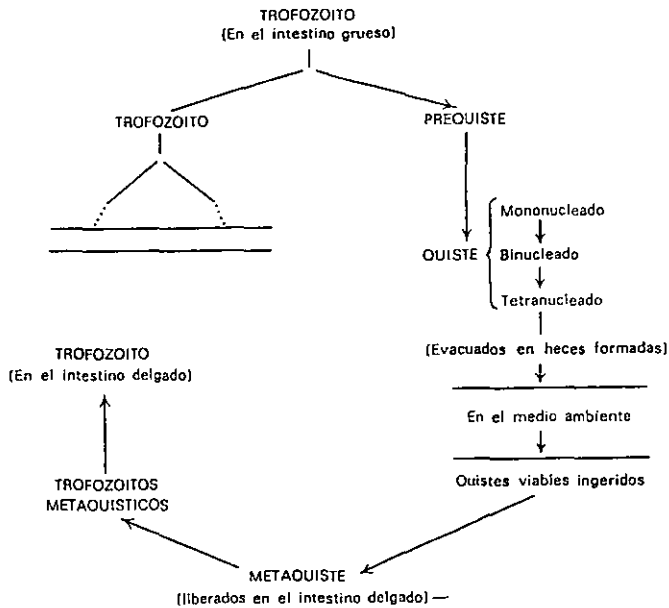 TROFOZOITO
(En el intestino grueso)
TROFOZOITO
PREQUISTE
QUISTE
Mononucleado
Binucleado
Tetranucleado
(Evacuados en heces formadas)
En el medio ambiente
Quistes viables ingeridos
METAQUISTE
(liberados en el intestino delgado)
TROFOZOITOS
METAQUISTICOS
TROFOZOITO
(En el intestino delgado)